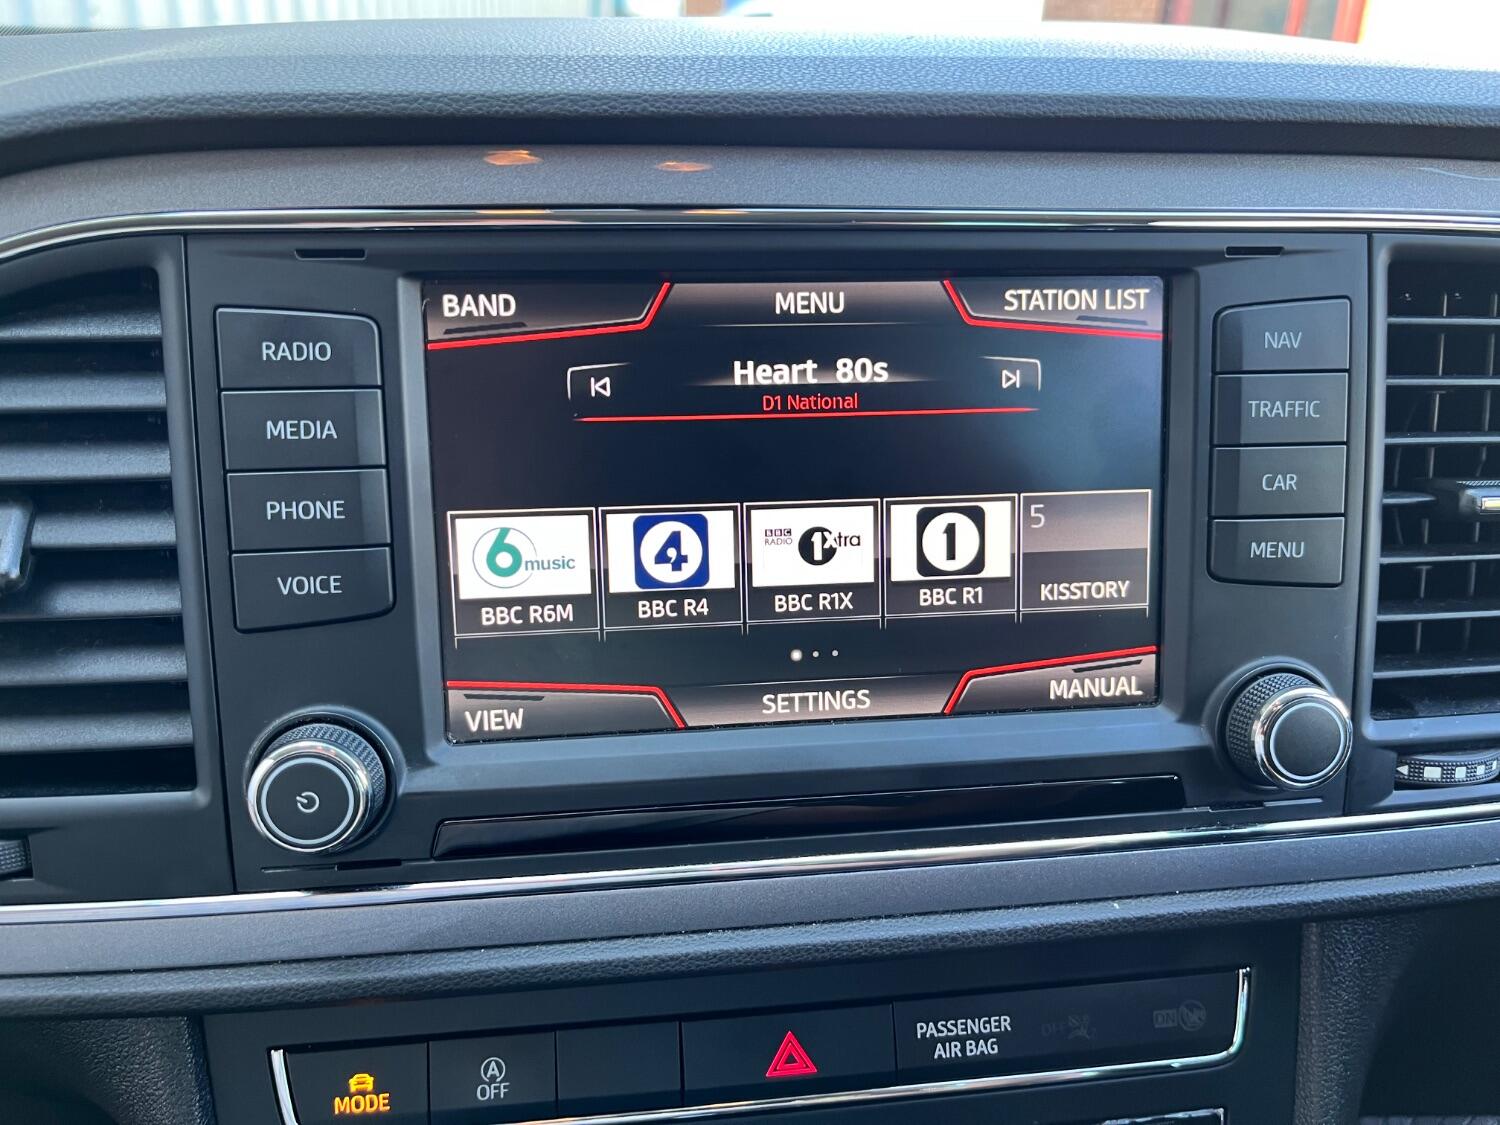 BAND
MENU
STATION LIST
Heart 80s
D1 National
6 music
4
BBC RADIO 1Xtra
1
5
BBC R6M
BBC R4
BBC R1X
BBC R1
KISSTORY
VIEW
SETTINGS
MANUAL
RADIO
MEDIA
PHONE
VOICE
NAV
TRAFFIC
CAR
MENU
MODE
A
OFF
PASSENGER
AIR BAG
OFF
ON